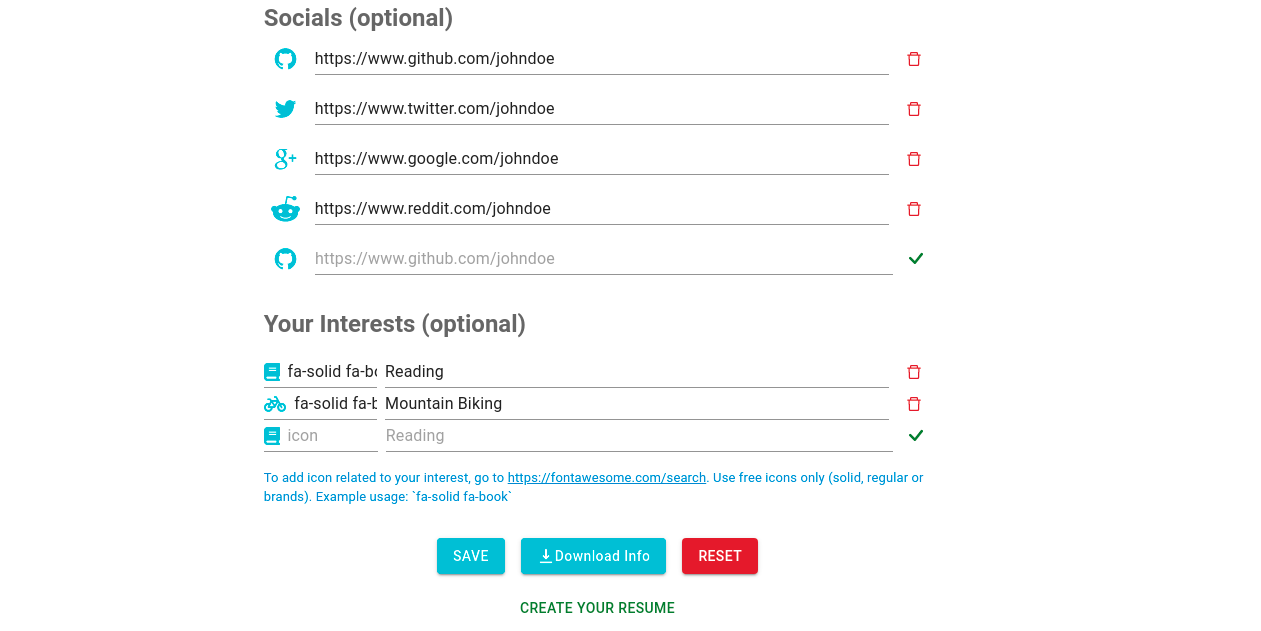 Socials (optional)
https://www.github.com/johndoe
https://www.twitter.com/johndoe
https://www.google.com/johndoe
https://www.reddit.com/johndoe
https://www.github.com/johndoe
Your Interests (optional)
fa-solid fa-bo Reading
fa-solid fa-b Mountain Biking
icon Reading
To add icon related to your interest, go to https://fontawesome.com/search. Use free icons only (solid, regular or
brands). Example usage: `fa-solid fa-book`
SAVE Download Info RESET
CREATE YOUR RESUME